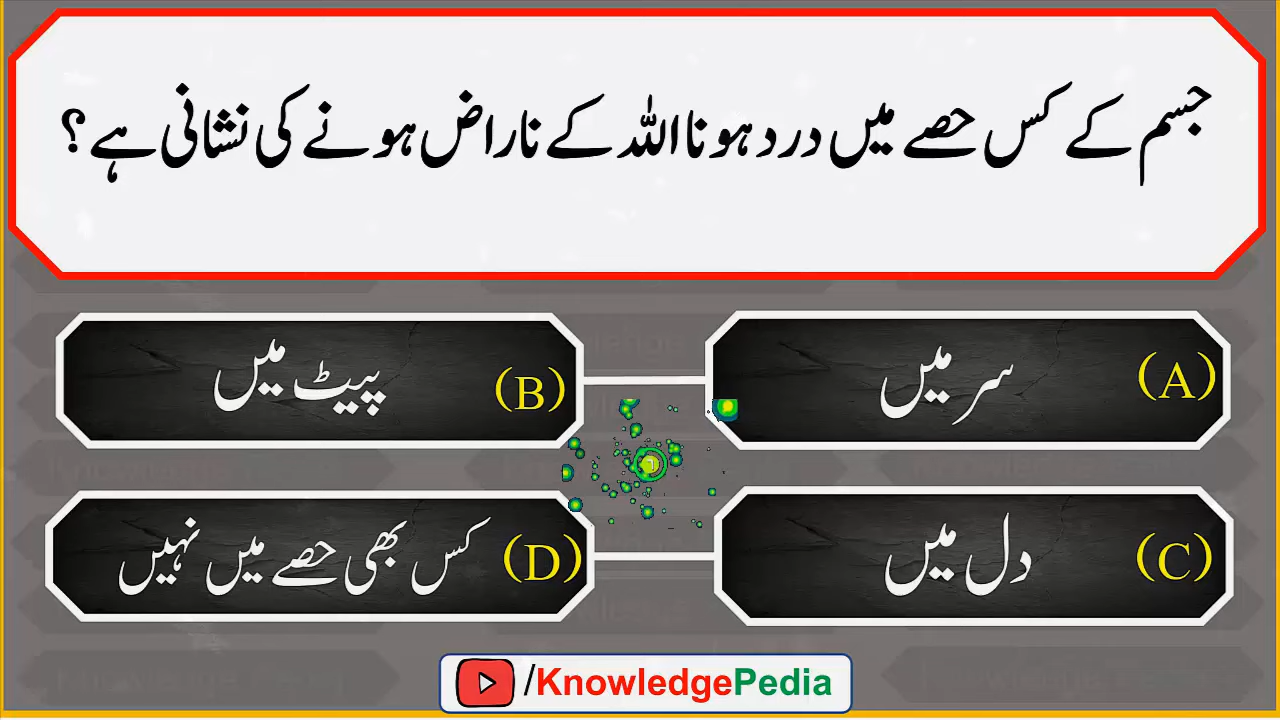 جسم کے کس حصے میں درد ہونا اللہ کے ناراض ہونے کی نشانی ہے؟
(A) سر میں
(B) پیٹ میں
(C) دل میں
(D) کس بھی حصے میں نہیں
/KnowledgePedia